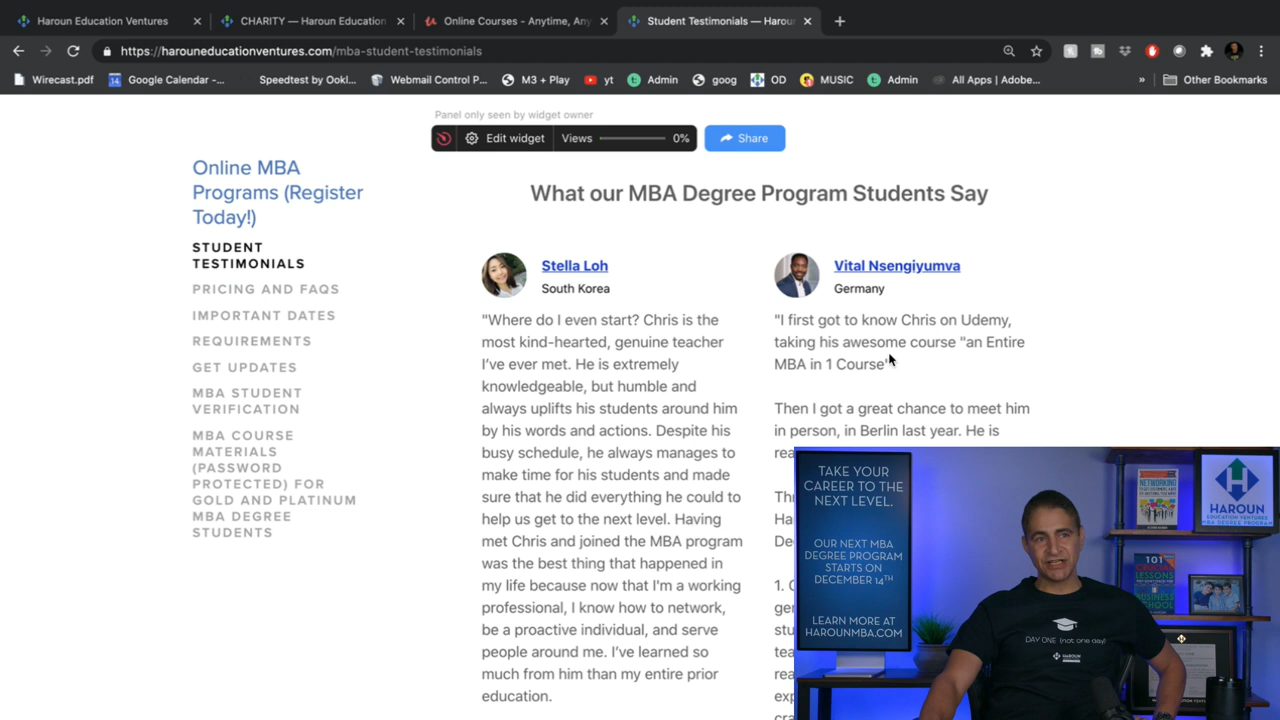 Haroun Education Ventures
CHARITY — Haroun Education
Online Courses - Anytime, Any
Student Testimonials — Harou
https://harouneducationventures.com/mba-student-testimonials
Wirecast.pdf
Google Calendar -...
Speedtest by Ookl...
Webmail Control P...
M3 + Play
yt
Admin
goog
OD
MUSIC
Admin
All Apps | Adobe...
»
Other Bookmarks
Panel only seen by widget owner
Edit widget
Views
0%
Share
Online MBA
Programs (Register
Today!)
STUDENT
TESTIMONIALS
PRICING AND FAQS
IMPORTANT DATES
REQUIREMENTS
GET UPDATES
MBA STUDENT
VERIFICATION
MBA COURSE
MATERIALS
(PASSWORD
PROTECTED) FOR
GOLD AND PLATINUM
MBA DEGREE
STUDENTS
What our MBA Degree Program Students Say
Stella Loh
South Korea
"Where do I even start? Chris is the
most kind-hearted, genuine teacher
I've ever met. He is extremely
knowledgeable, but humble and
always uplifts his students around him
by his words and actions. Despite his
busy schedule, he always manages to
make time for his students and made
sure that he did everything he could to
help us get to the next level. Having
met Chris and joined the MBA program
was the best thing that happened in
my life because now that I'm a working
professional, I know how to network,
be a proactive individual, and serve
people around me. I've learned so
much from him than my entire prior
education.
Vital Nsengiyumva
Germany
"I first got to know Chris on Udemy,
taking his awesome course "an Entire
MBA in 1 Course"
Then I got a great chance to meet him
in person, in Berlin last year. He is
TAKE YOUR
CAREER TO THE
NEXT LEVEL.
OUR NEXT MBA
DEGREE PROGRAM
STARTS ON
DECEMBER 14TH
LEARN MORE AT
HAROUNMBA.COM
NETWORKING
HAROUN
EDUCATION VENTURES
MBA DEGREE PROGRAM
101
CRUCIAL
LESSONS
BUSINESS
SCHOOL
DAY ONE (not one day)
HAROUN